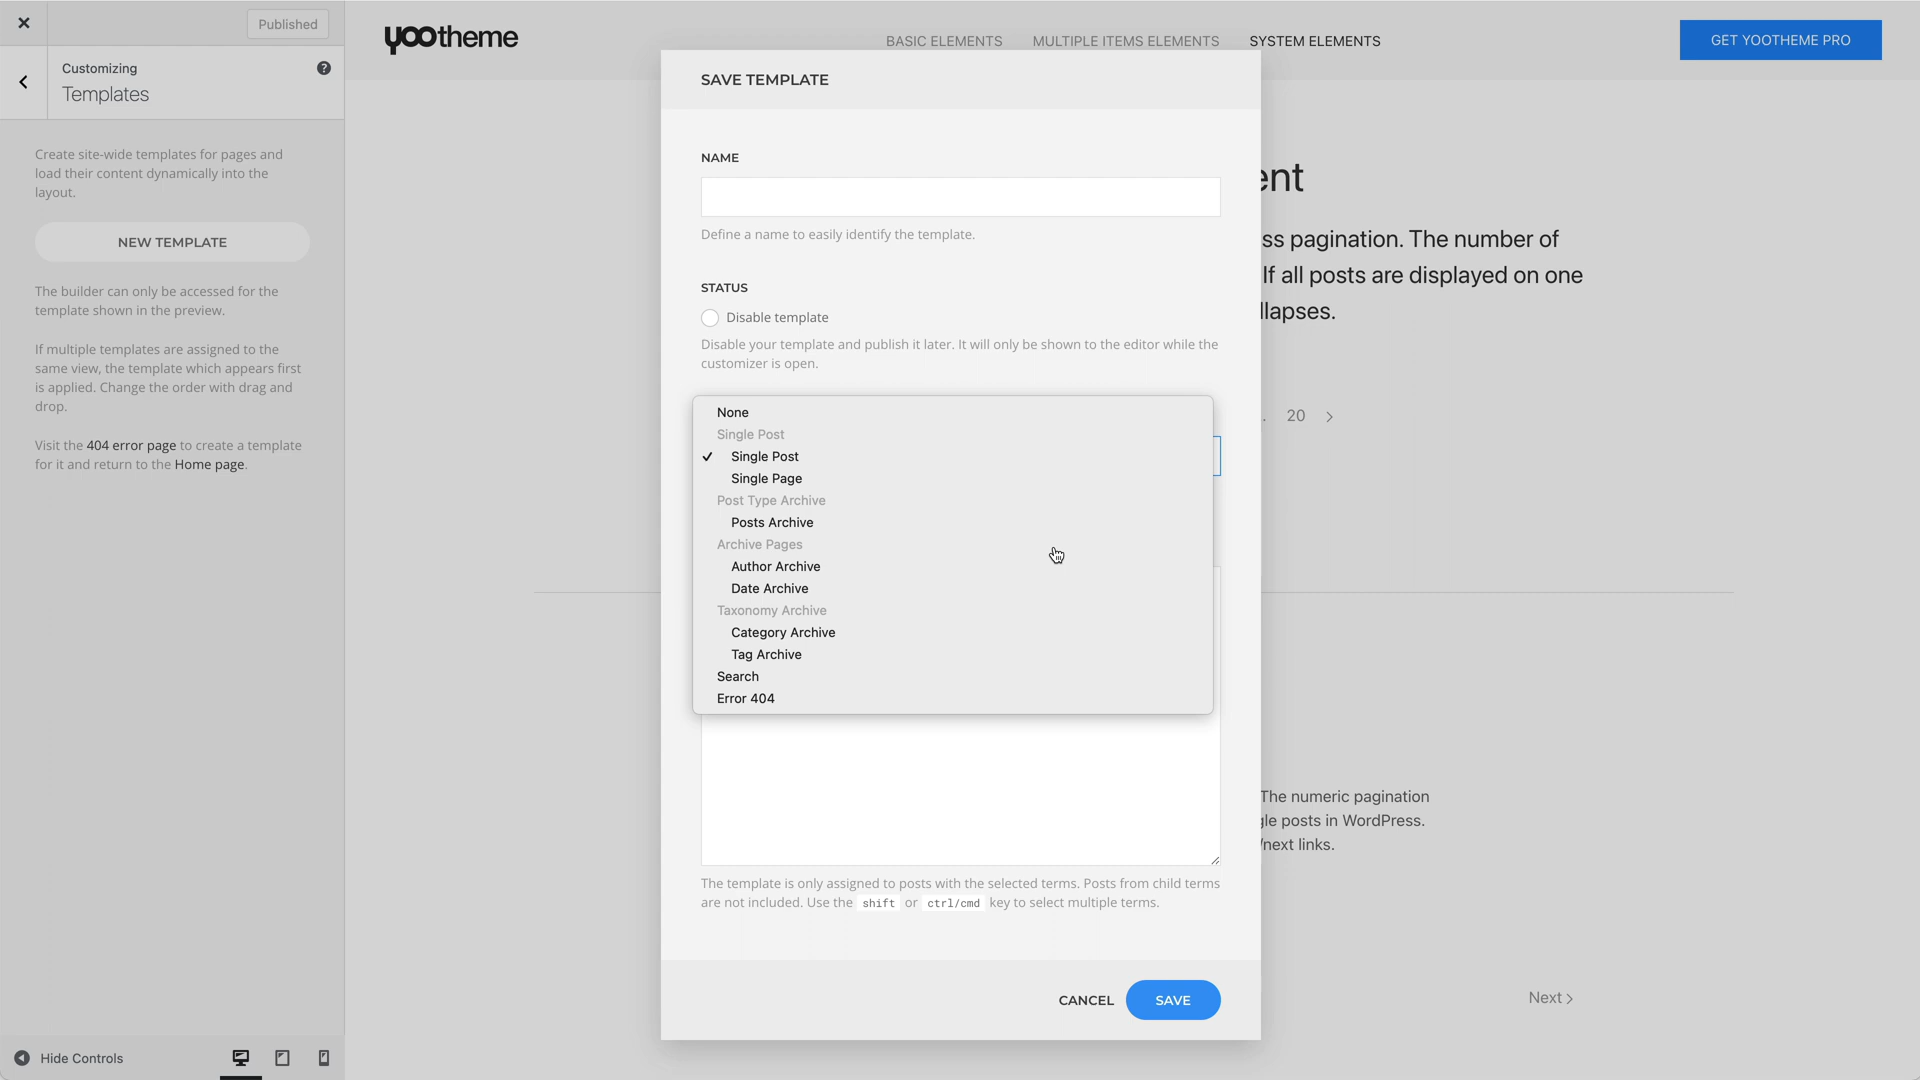 Published
Customizing
Templates
Create site-wide templates for pages and
load their content dynamically into the
layout.
NEW TEMPLATE
The builder can only be accessed for the
template shown in the preview.
If multiple templates are assigned to the
same view, the template which appears first
is applied. Change the order with drag and
drop.
Visit the 404 error page to create a template
for it and return to the Home page.
Hide Controls
yootheme
BASIC ELEMENTS
MULTIPLE ITEMS ELEMENTS
SYSTEM ELEMENTS
GET YOOTHEME PRO
SAVE TEMPLATE
NAME
Define a name to easily identify the template.
STATUS
Disable template
Disable your template and publish it later. It will only be shown to the editor while the
customizer is open.
None
Single Post
✓ Single Post
Single Page
Post Type Archive
Posts Archive
Archive Pages
Author Archive
Date Archive
Taxonomy Archive
Category Archive
Tag Archive
Search
Error 404
The template is only assigned to posts with the selected terms. Posts from child terms
are not included. Use the shift or ctrl/cmd key to select multiple terms.
CANCEL
SAVE
ent
ss pagination. The number of
If all posts are displayed on one
llapses.
20 >
The numeric pagination
gle posts in WordPress.
/next links.
Next >